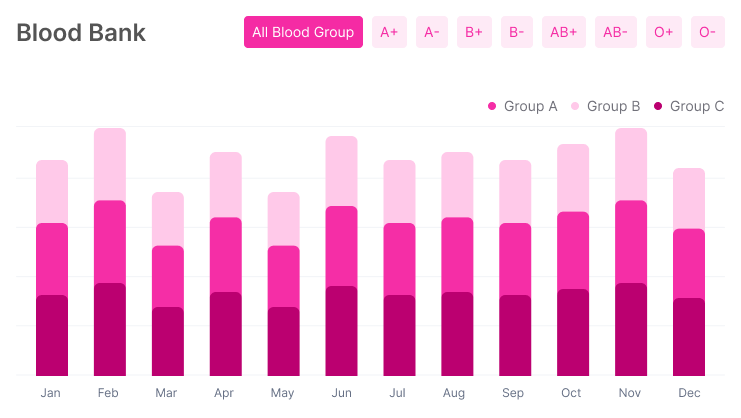 Blood Bank
All Blood Group A+ A- B+ B- AB+ AB- O+ O-
Group A Group B Group C
Jan Feb Mar Apr May Jun Jul Aug Sep Oct Nov Dec